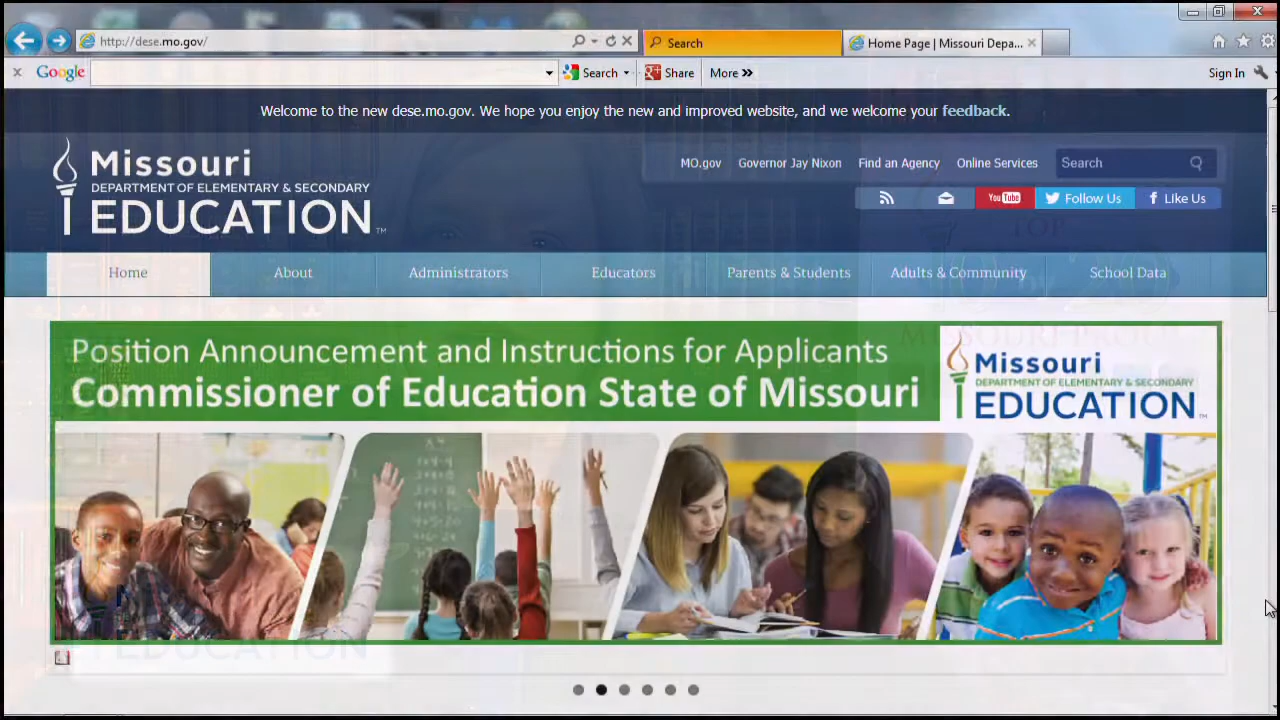 http://dese.mo.gov/
Search
Home Page | Missouri Depa...
Google
Search
Share
More »
Sign In
Welcome to the new dese.mo.gov. We hope you enjoy the new and improved website, and we welcome your feedback.
Missouri
DEPARTMENT OF ELEMENTARY & SECONDARY
EDUCATION™
MO.gov
Governor Jay Nixon
Find an Agency
Online Services
Search
YouTube
Follow Us
Like Us
TOP
Home
About
Administrators
Educators
Parents & Students
Adults & Community
School Data
Position Announcement and Instructions for Applicants
Commissioner of Education State of Missouri
Missouri
DEPARTMENT OF ELEMENTARY & SECONDARY
EDUCATION™
EDUCATION